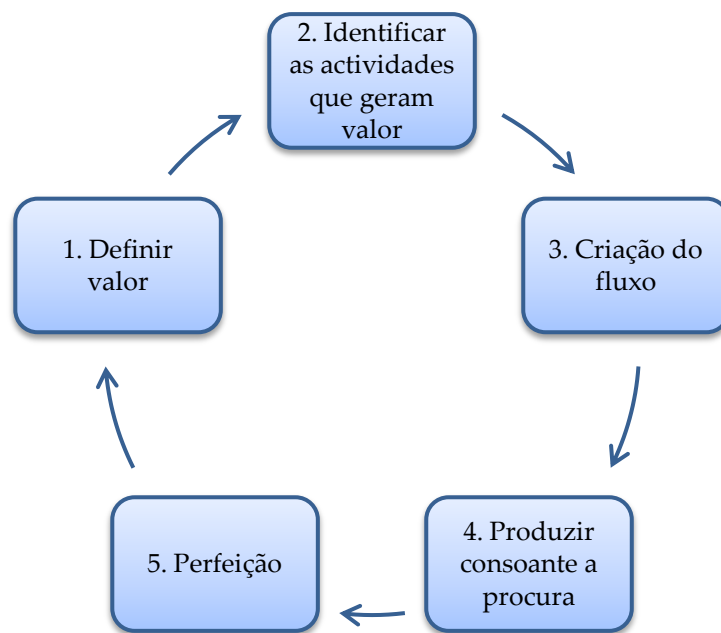 1. Definir
valor
2. Identificar
as actividades
que geram
valor
3. Criação do
fluxo
4. Produzir
consoante a
procura
5. Perfeição